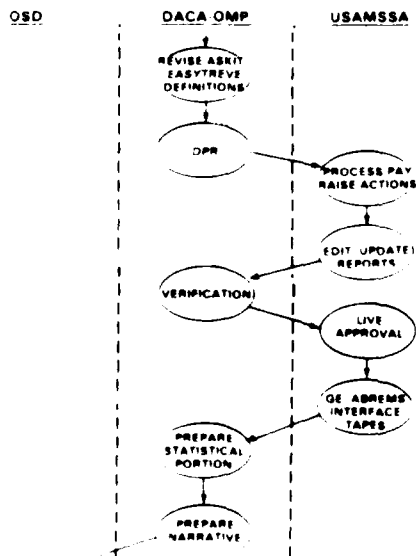 OSD
DACA-OMP
USAMSSA
REVISE ASKIT
EASYTREVE
DEFINITIONS
DPR
PROCESS PAY
RAISE ACTIONS
(EDIT UPDATE)
REPORTS
(VERIFICATION)
LIVE
APPROVAL
GE. ABREMS
INTERFACE
TAPES
PREPARE
STATISTICAL
PORTION
PREPARE
NARRATIVE